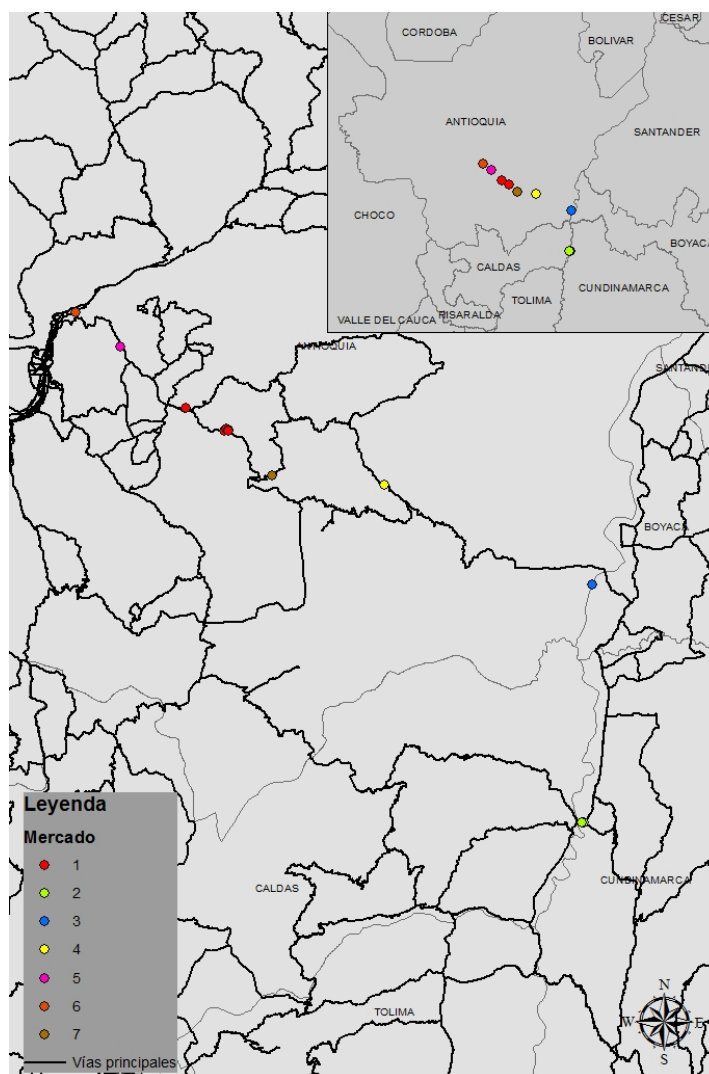 CORDOBA
CESAR
BOLIVAR
ANTIOQUIA
SANTANDER
CHOCO
BOYACA
CALDAS
CUNDINAMARCA
TOLIMA
RISARALDA
VALLE DEL CAUCA
ANTIOQUIA
SANTANDER
BOYACA
Leyenda
Mercado
1
2
3
4
5
6
7
Vías principales
CALDAS
CUNDINAMARCA
TOLIMA
N
W
E
S